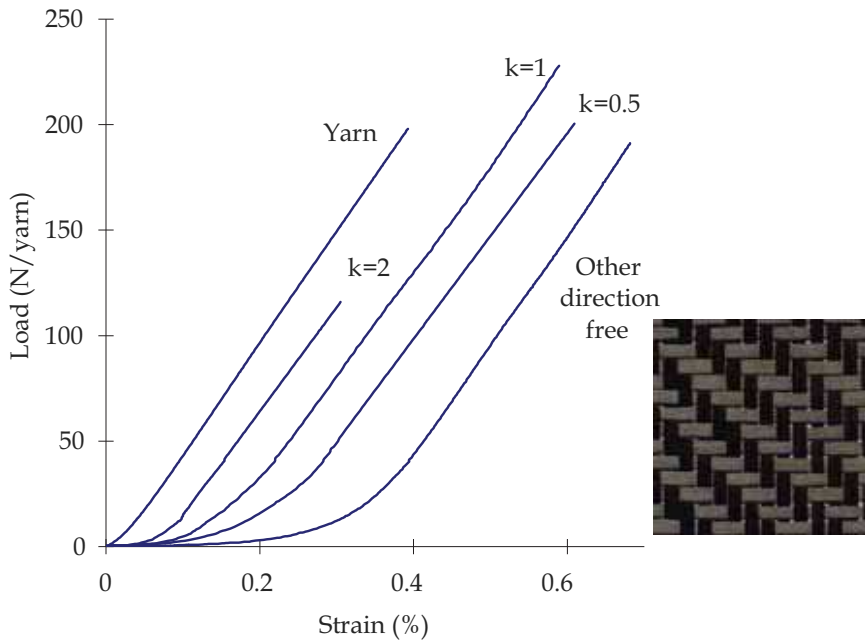 250
k=1
200
k=0.5
Yarn
Load (N/yarn)
150
k=2
Other
direction
free
100
50
0
0
0.2
0.4
0.6
Strain (%)